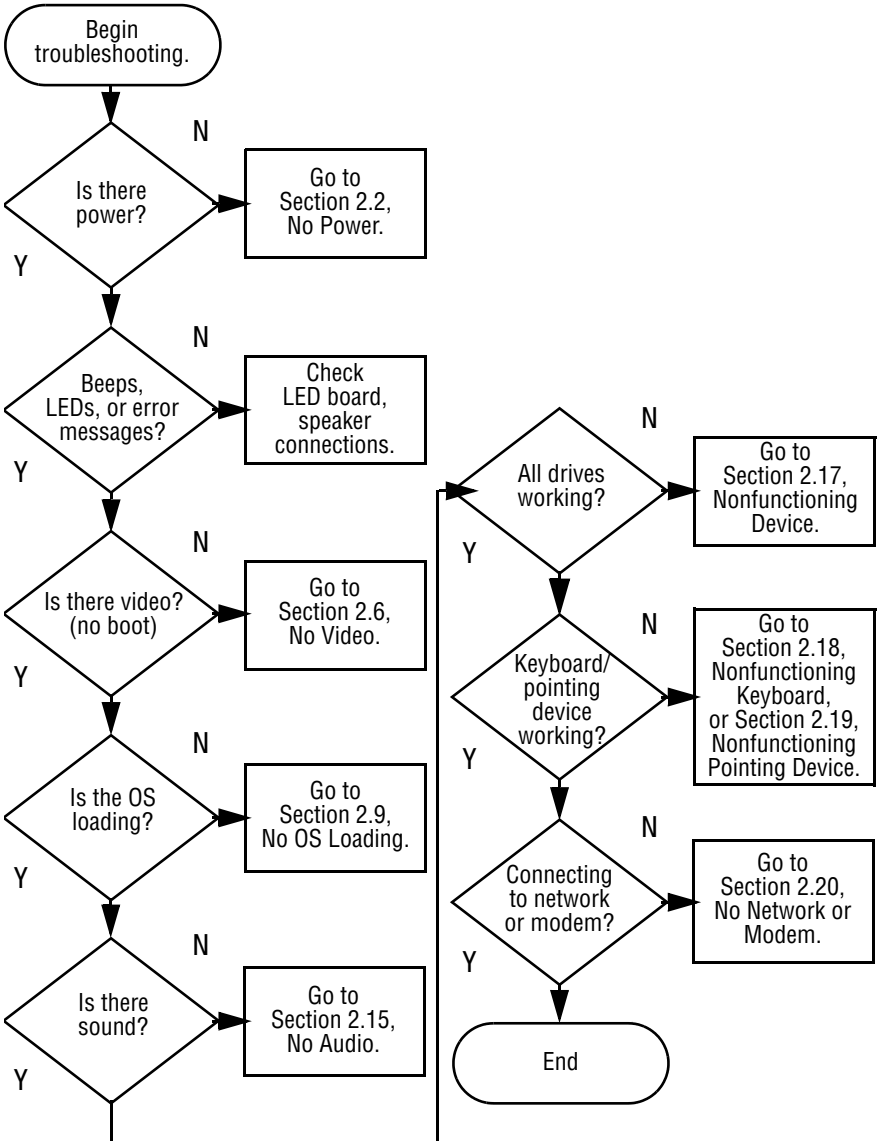 Begin
troubleshooting.
N
Is there
power?
Go to
Section 2.2,
No Power.
Y
N
Beeps,
LEDs, or error
messages?
Check
LED board,
speaker
connections.
Y
N
Is there video?
(no boot)
Go to
Section 2.6,
No Video.
Y
N
Is the OS
loading?
Go to
Section 2.9,
No OS Loading.
Y
N
Is there
sound?
Go to
Section 2.15,
No Audio.
Y
N
All drives
working?
Go to
Section 2.17,
Nonfunctioning
Device.
Y
N
Keyboard/
pointing
device
working?
Go to
Section 2.18,
Nonfunctioning
Keyboard,
or Section 2.19,
Nonfunctioning
Pointing Device.
Y
N
Connecting
to network
or modem?
Go to
Section 2.20,
No Network or
Modem.
Y
End